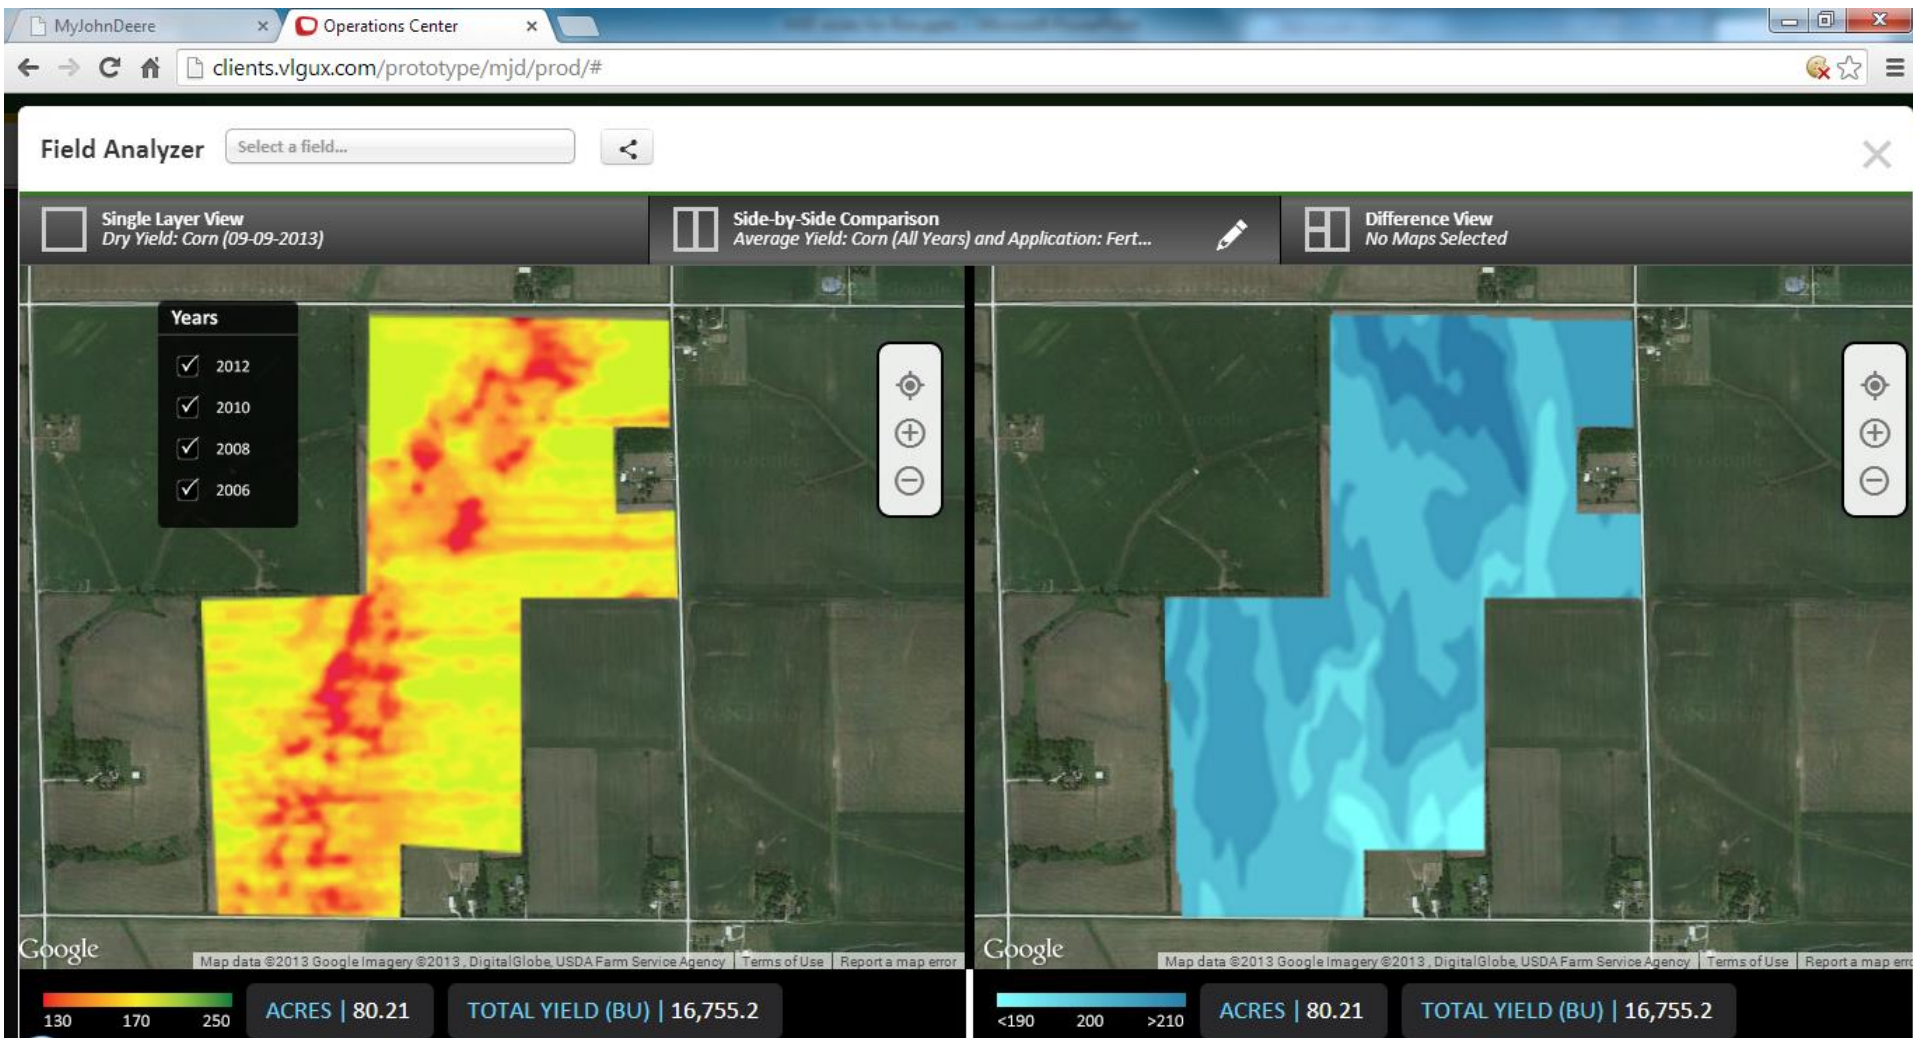 MyJohnDeere
Operations Center
clients.vlgux.com/prototype/mjd/prod/#
Field Analyzer
Select a field...
Single Layer View
Dry Yield: Corn (09-09-2013)
Side-by-Side Comparison
Average Yield: Corn (All Years) and Application: Fert...
Difference View
No Maps Selected
Years
2012
2010
2008
2006
Google
Map data ©2013 Google Imagery ©2013 , DigitalGlobe, USDA Farm Service Agency
Terms of Use
Report a map error
Google
Map data ©2013 Google Imagery ©2013 , DigitalGlobe, USDA Farm Service Agency
Terms of Use
Report a map erro
130 170 250
ACRES | 80.21
TOTAL YIELD (BU) | 16,755.2
<190 200 >210
ACRES | 80.21
TOTAL YIELD (BU) | 16,755.2